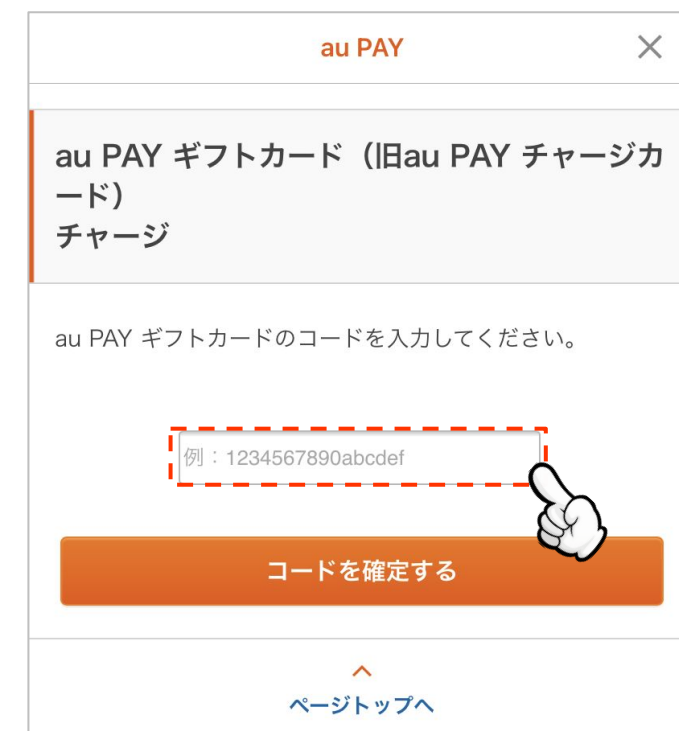 au PAY
au PAY ギフトカード（旧au PAY チャージカ
ード）
チャージ
au PAY ギフトカードのコードを入力してください。
例：1234567890abcdef
コードを確定する
ページトップへ